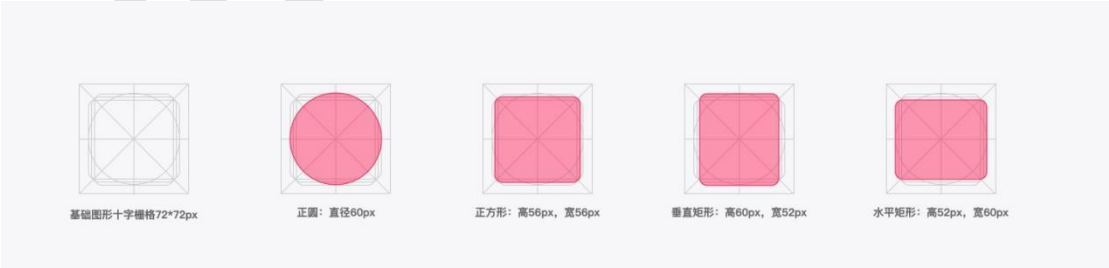 基础图形十字栅格72*72px
正圆：直径60px
正方形：高56px，宽56px
垂直矩形：高60px，宽52px
水平矩形：高52px，宽60px